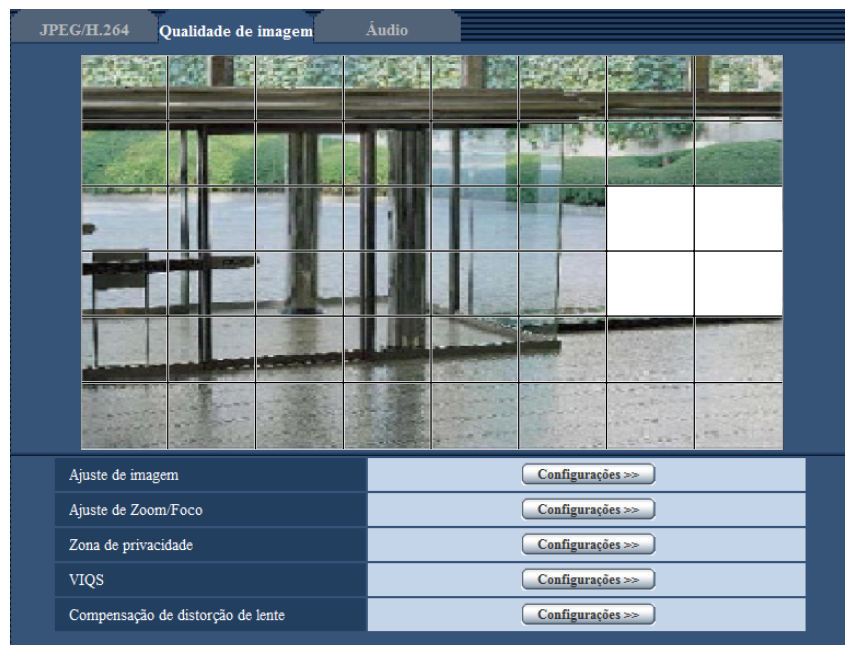 JPEG/H.264 Qualidade de imagem Áudio
Ajuste de imagem Configurações >>
Ajuste de Zoom/Foco Configurações >>
Zona de privacidade Configurações >>
VIQS Configurações >>
Compensação de distorção de lente Configurações >>